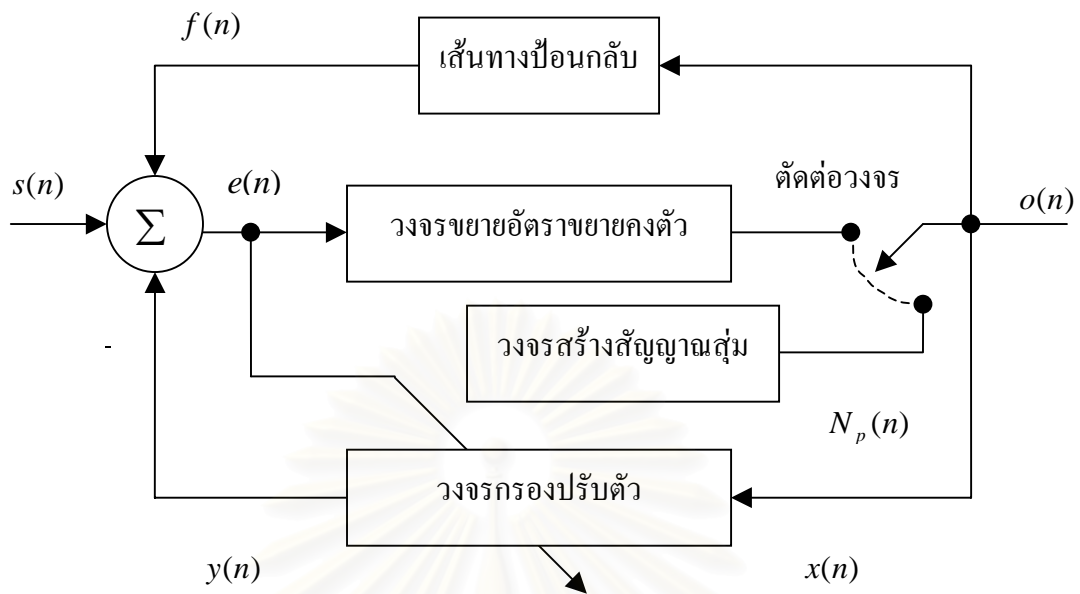 f(n)
เส้นทางป้อนกลับ
s(n)
Σ
e(n)
วงจรขยายอัตราขยายคงตัว
ตัดต่อวงจร
o(n)
วงจรสร้างสัญญาณสุ่ม
-
N_p(n)
วงจรกรองปรับตัว
y(n)
x(n)